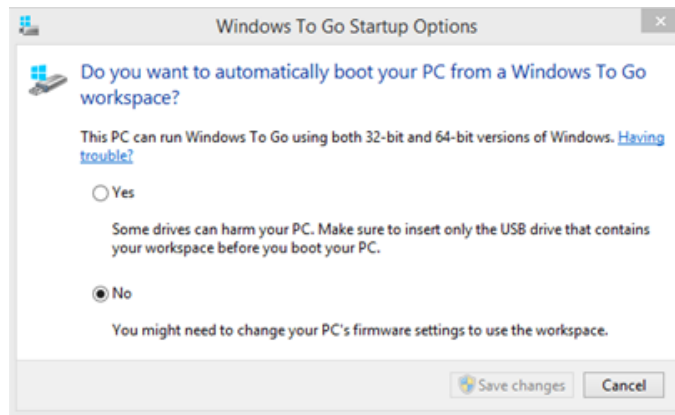 Windows To Go Startup Options
Do you want to automatically boot your PC from a Windows To Go
workspace?
This PC can run Windows To Go using both 32-bit and 64-bit versions of Windows. Having
trouble?
Yes
Some drives can harm your PC. Make sure to insert only the USB drive that contains
your workspace before you boot your PC.
No
You might need to change your PC's firmware settings to use the workspace.
Save changes
Cancel